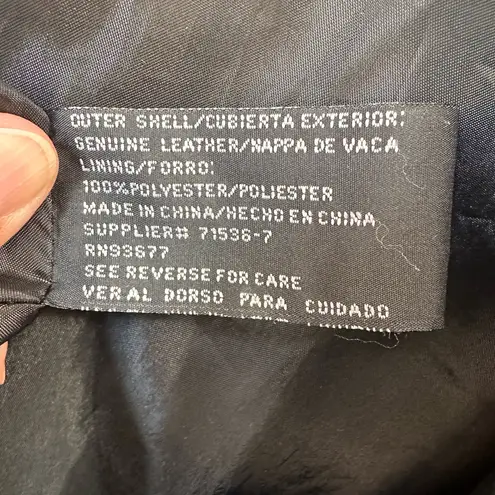 OUTER SHELL/CUBIERTA EXTERIOR:
GENUINE LEATHER/NAPPA DE VACA
LINING/FORRO:
100%POLYESTER/POLIESTER
MADE IN CHINA/HECHO EN CHINA
SUPPLIER# 71536-7
RN93677
SEE REVERSE FOR CARE
VER AL DORSO PARA CUIDADO